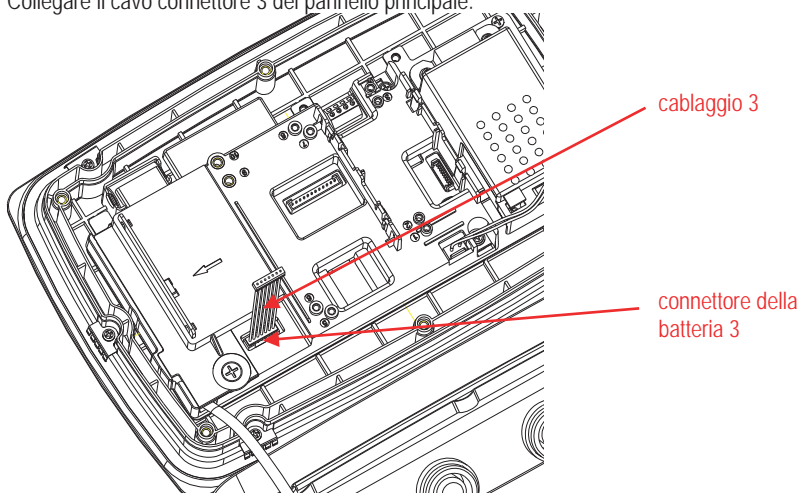 Collegare il cavo connettore 3 del pannello principale.
cablaggio 3
connettore della
batteria 3